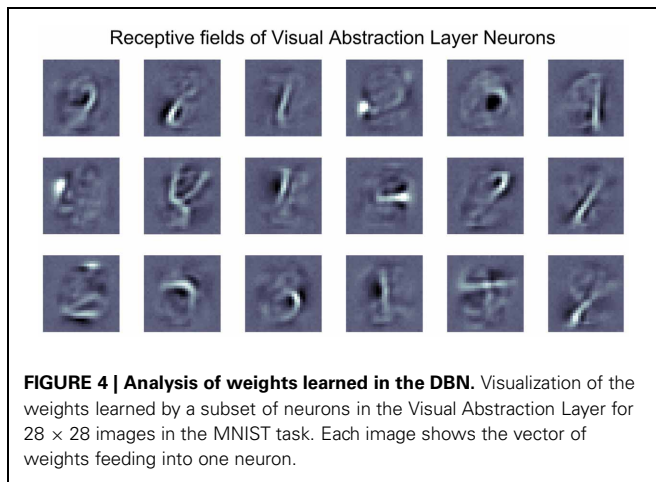 Receptive fields of Visual Abstraction Layer Neurons
FIGURE 4 | Analysis of weights learned in the DBN. Visualization of the
weights learned by a subset of neurons in the Visual Abstraction Layer for
28 × 28 images in the MNIST task. Each image shows the vector of
weights feeding into one neuron.